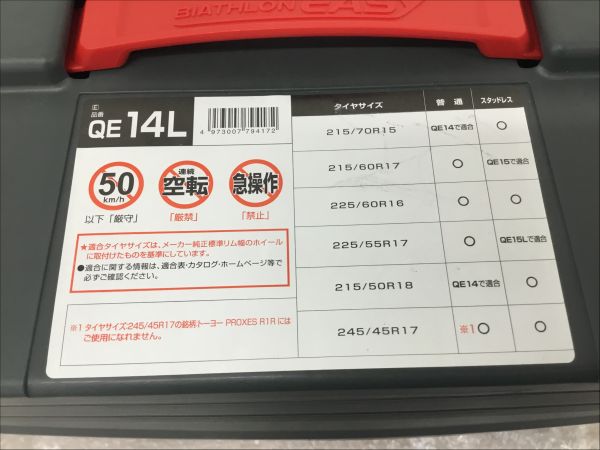 BIATHLON EASY
E
品番
QE 14L
4 973007 794172
50
km/h
連続
空転
急操作
以下「厳守」
「厳禁」
「禁止」
★適合タイヤサイズは、メーカー純正標準リム幅のホイール
に取付けたものを基準にしています。
●適合に関する情報は、適合表・カタログ・ホームページ等で
必ずご確認ください。
※1 タイヤサイズ:245/45R17の銘柄トーヨー PROXES R1Rには
ご使用になれません。
タイヤサイズ 普通 スタッドレス
215/70R15 QE14で適合 ○
215/60R17 ○ QE15で適合
225/60R16 ○ ○
225/55R17 ○ QE15Lで適合
215/50R18 QE14で適合 ○
245/45R17 ※1○ ○